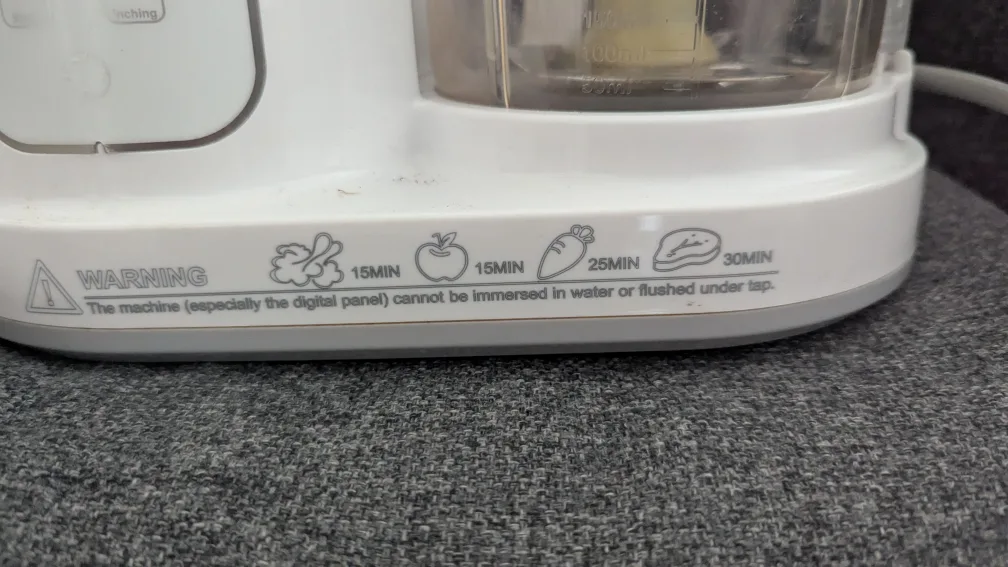 100ml
WARNING
15MIN
15MIN
25MIN
30MIN
The machine (especially the digital panel) cannot be immersed in water or flushed under tap.